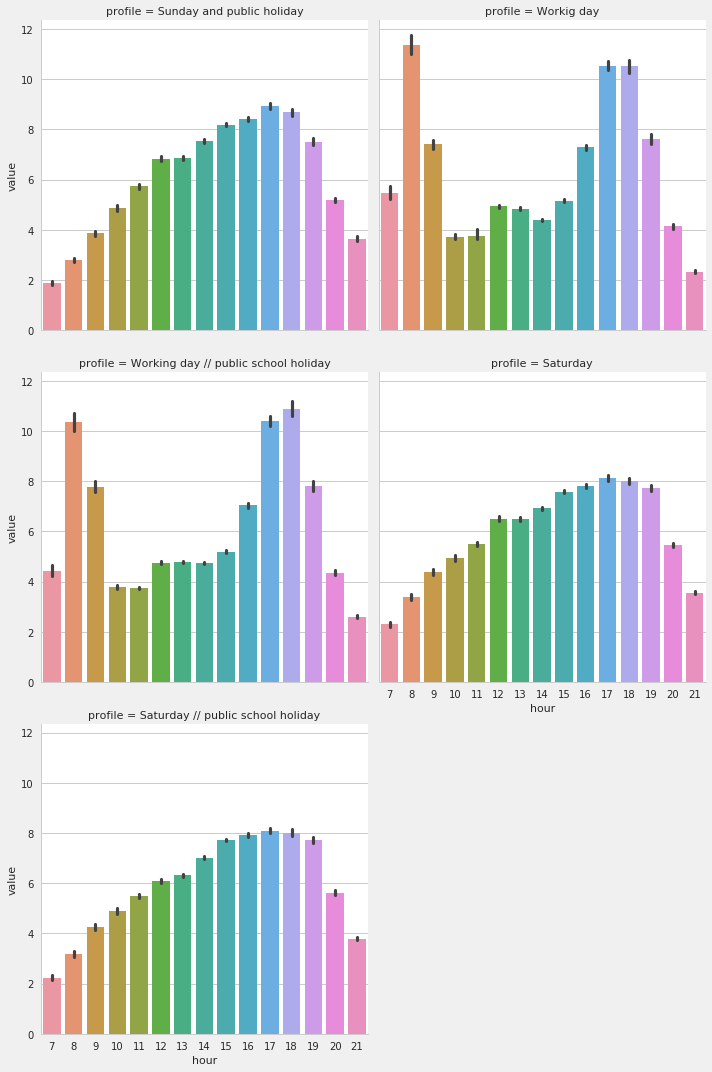 profile = Sunday and public holiday
profile = Workig day
12
10
8
6
4
2
0
value
profile = Working day // public school holiday
profile = Saturday
12
10
8
6
4
2
0
value
7 8 9 10 11 12 13 14 15 16 17 18 19 20 21
hour
profile = Saturday // public school holiday
12
10
8
6
4
2
0
value
7 8 9 10 11 12 13 14 15 16 17 18 19 20 21
hour